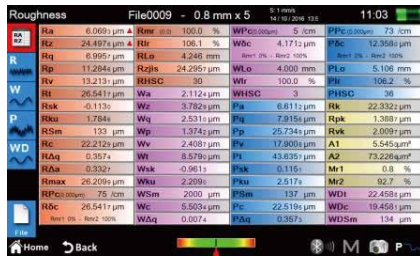 Roughness File0009 - 0.8 mm x 5 S:1 mm/s 14/10/2016 11:03
Ra 6.069 µm Rmr 100.0 % WPc 5 /cm PPc 73 /cm
Rz 24.497 µm Rlr 106.1 % Wδc 4.171 µm Pδc 12.358 µm
Rq 6.995 µm RLo 4.246 mm Rmr1 0% - Rmr2 100% Rmr1 0% - Rmr2 100%
Rp 11.284 µm Rzjis 24.295 µm WLo 4.000 mm PLo 5.106 mm
Rv 13.213 µm RHSC 30 Wlr 100.0 % Plr 106.2 %
Rt 26.541 µm Wa 2.112 µm WHSC 3 PHSC 36
Rsk -0.113 Wz 3.782 µm Pa 6.611 µm Rk 22.332 µm
Rku 1.784 Wq 2.531 µm Pq 7.915 µm Rpk 1.388 µm
RSm 133 µm Wp 1.374 µm Pp 25.734 µm Rvk 2.009 µm
Rc 22.212 µm Wv 2.408 µm Pv 17.900 µm A1 5.545 µm²
RΔq 0.357 Wt 8.579 µm Pt 43.635 µm A2 73.226 µm²
RΔa 0.332 Wsk -0.961 Psk 0.115 Mr1 0.8 %
Rmax 26.209 µm Wku 2.209 Pku 2.517 Mr2 92.7 %
RPc 75 /cm WSm 2000 µm PSm 137 µm WDt 22.458 µm
Rδc 26.541 µm Wc 5.503 µm Pc 22.519 µm WDc 19.458 µm
Rmr1 0% - Rmr2 100% WΔq 0.007 PΔq 0.357 WDSm 134 µm
Ra
Rz
R
W
P
WD
File
Home Back M P